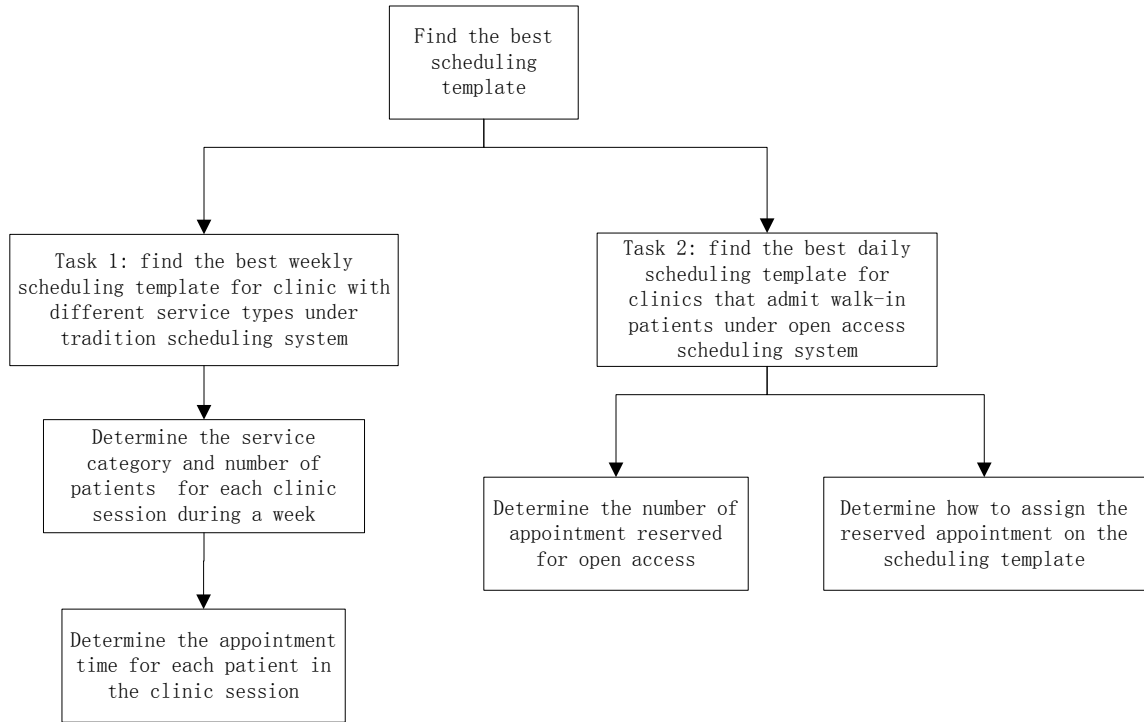 Find the best
scheduling
template
Task 1: find the best weekly
scheduling template for clinic with
different service types under
tradition scheduling system
Task 2: find the best daily
scheduling template for
clinics that admit walk-in
patients under open access
scheduling system
Determine the service
category and number of
patients for each clinic
session during a week
Determine the number of
appointment reserved
for open access
Determine how to assign the
reserved appointment on the
scheduling template
Determine the appointment
time for each patient in
the clinic session